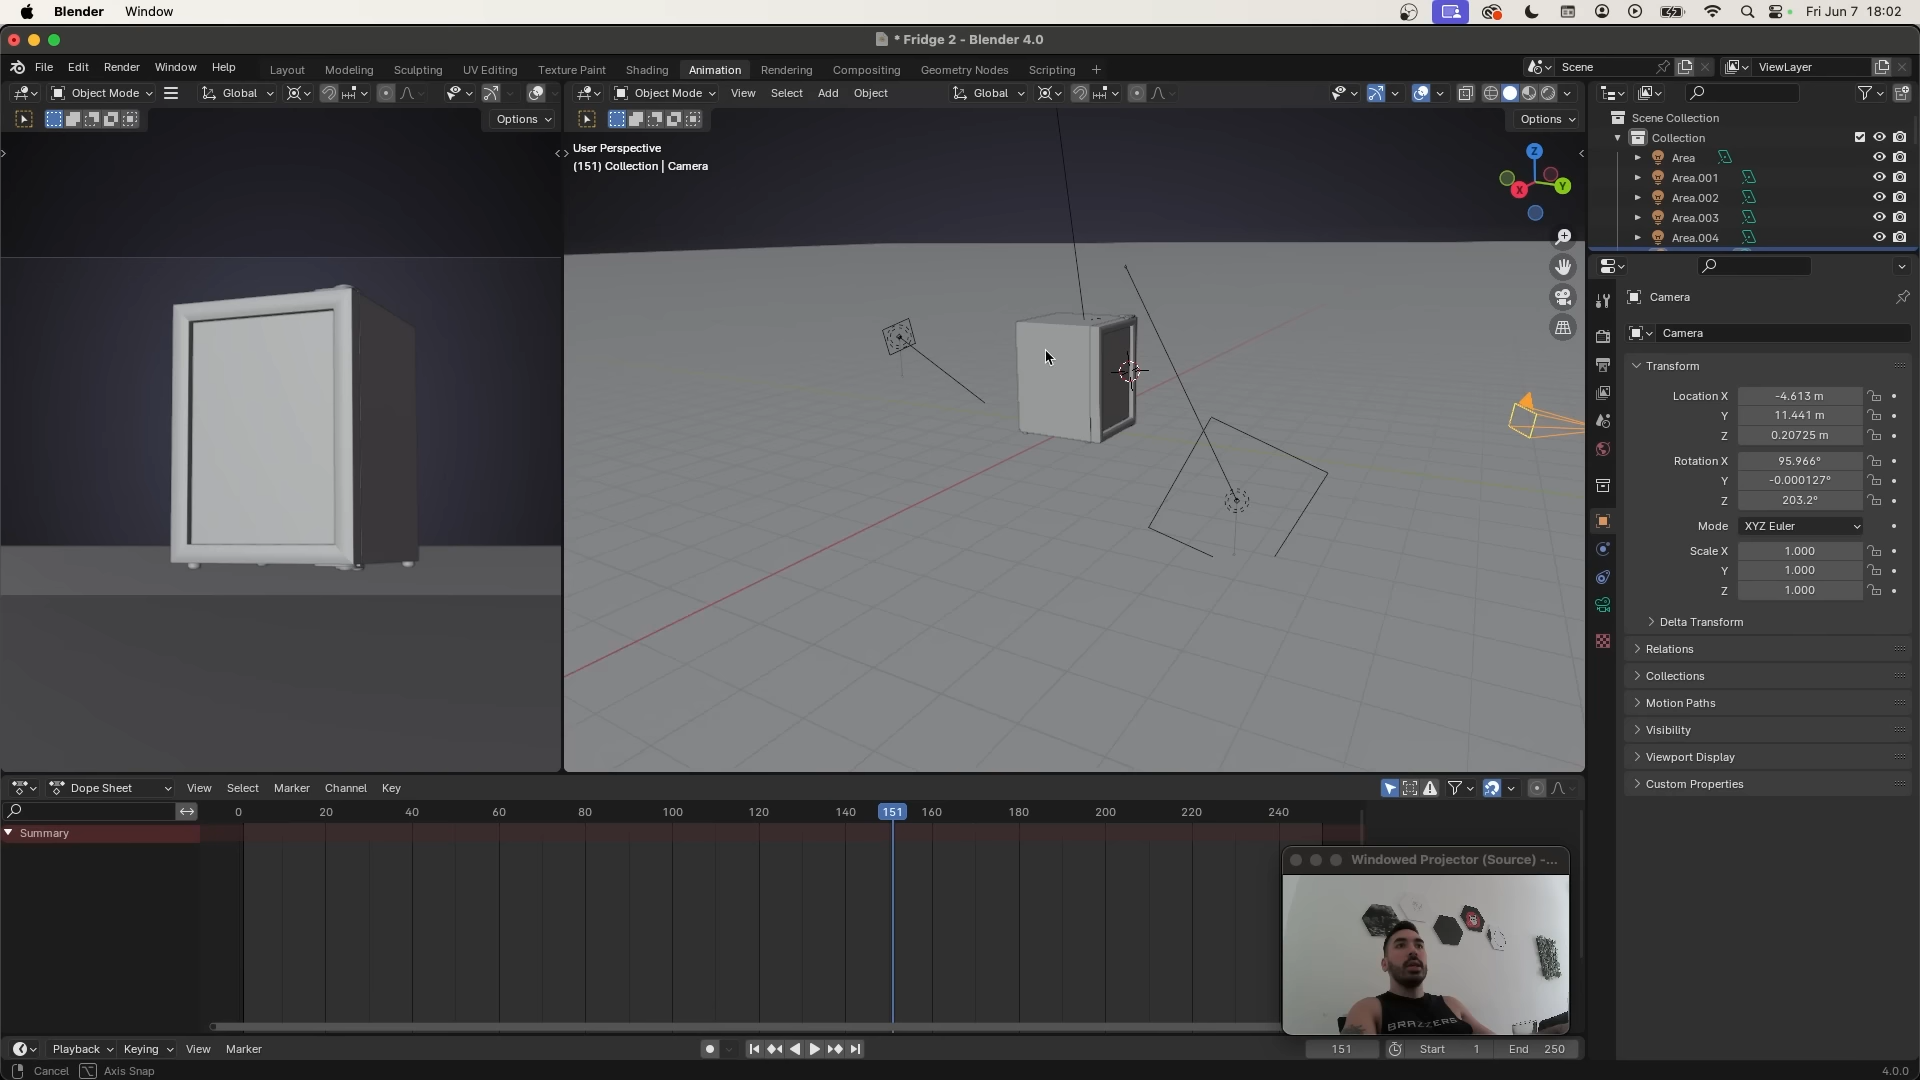 Blender Window Fri Jun 7 18:02
* Fridge 2 - Blender 4.0
File Edit Render Window Help Layout Modeling Sculpting UV Editing Texture Paint Shading Animation Rendering Compositing Geometry Nodes Scripting + Scene ViewLayer
Object Mode Global Object Mode View Select Add Object Global
Options Options
User Perspective
(151) Collection | Camera
Z
X Y
Scene Collection
Collection
Area
Area.001
Area.002
Area.003
Area.004
Camera
Camera
Transform
Location X -4.613 m
Y 11.441 m
Z 0.20725 m
Rotation X 95.966°
Y -0.000127°
Z 203.2°
Mode XYZ Euler
Scale X 1.000
Y 1.000
Z 1.000
Delta Transform
Relations
Collections
Motion Paths
Visibility
Viewport Display
Custom Properties
Dope Sheet View Select Marker Channel Key
0 20 40 60 80 100 120 140 151 160 180 200 220 240
Summary
Windowed Projector (Source) -...
BRAZZERS
Playback Keying View Marker 151 Start 1 End 250
Cancel Axis Snap 4.0.0